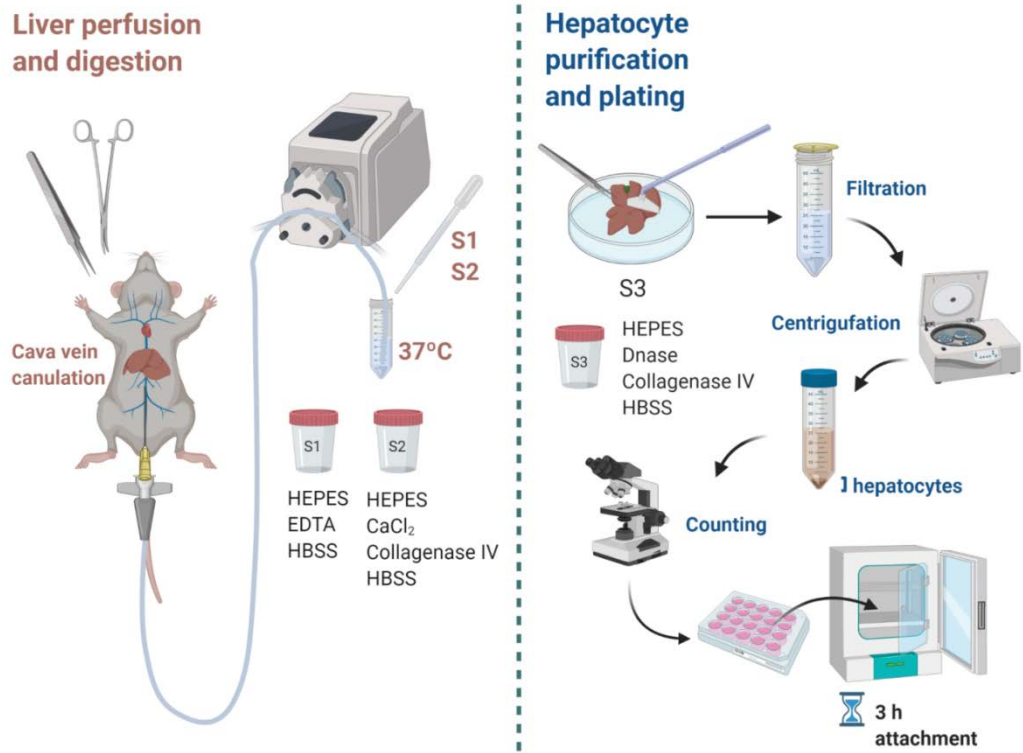 Liver perfusion
and digestion
S1
S2
37ºC
Cava vein
canulation
S1
S2
HEPES
EDTA
HBSS
HEPES
CaCl₂
Collagenase IV
HBSS
Hepatocyte
purification
and plating
Filtration
S3
S3
HEPES
Dnase
Collagenase IV
HBSS
Centrigufation
hepatocytes
Counting
3 h
attachment